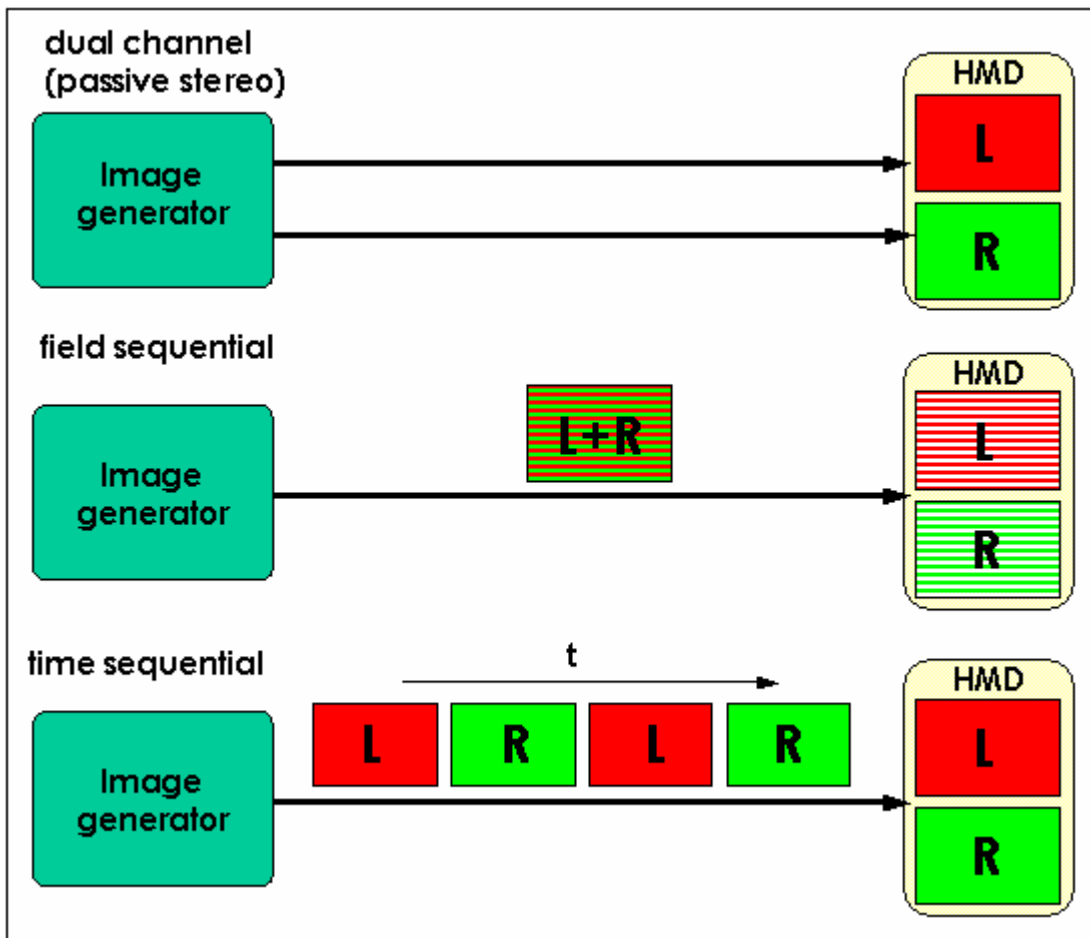 dual channel
(passive stereo)
Image
generator
HMD
L
R
field sequential
Image
generator
L+R
HMD
L
R
time sequential
t
Image
generator
L R L R
HMD
L
R